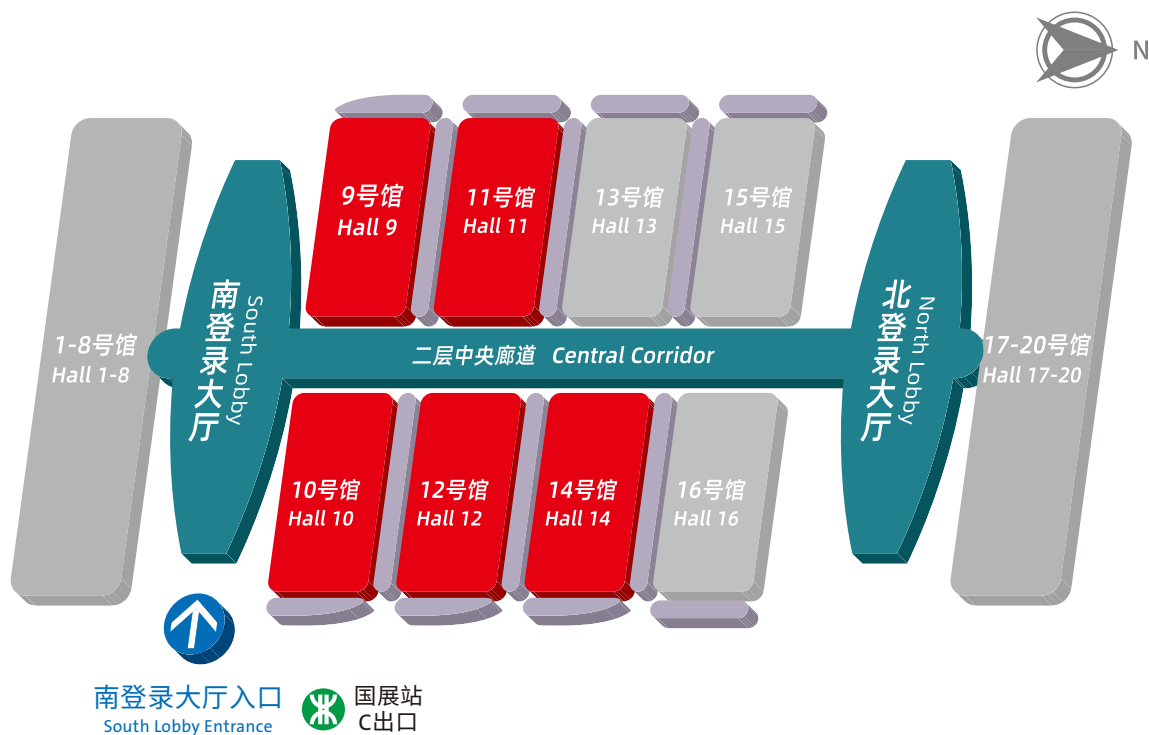 N
9号馆
Hall 9
11号馆
Hall 11
13号馆
Hall 13
15号馆
Hall 15
1-8号馆
Hall 1-8
南登录大厅
South Lobby
二层中央廊道 Central Corridor
北登录大厅
North Lobby
17-20号馆
Hall 17-20
10号馆
Hall 10
12号馆
Hall 12
14号馆
Hall 14
16号馆
Hall 16
南登录大厅入口
South Lobby Entrance
国展站
C出口